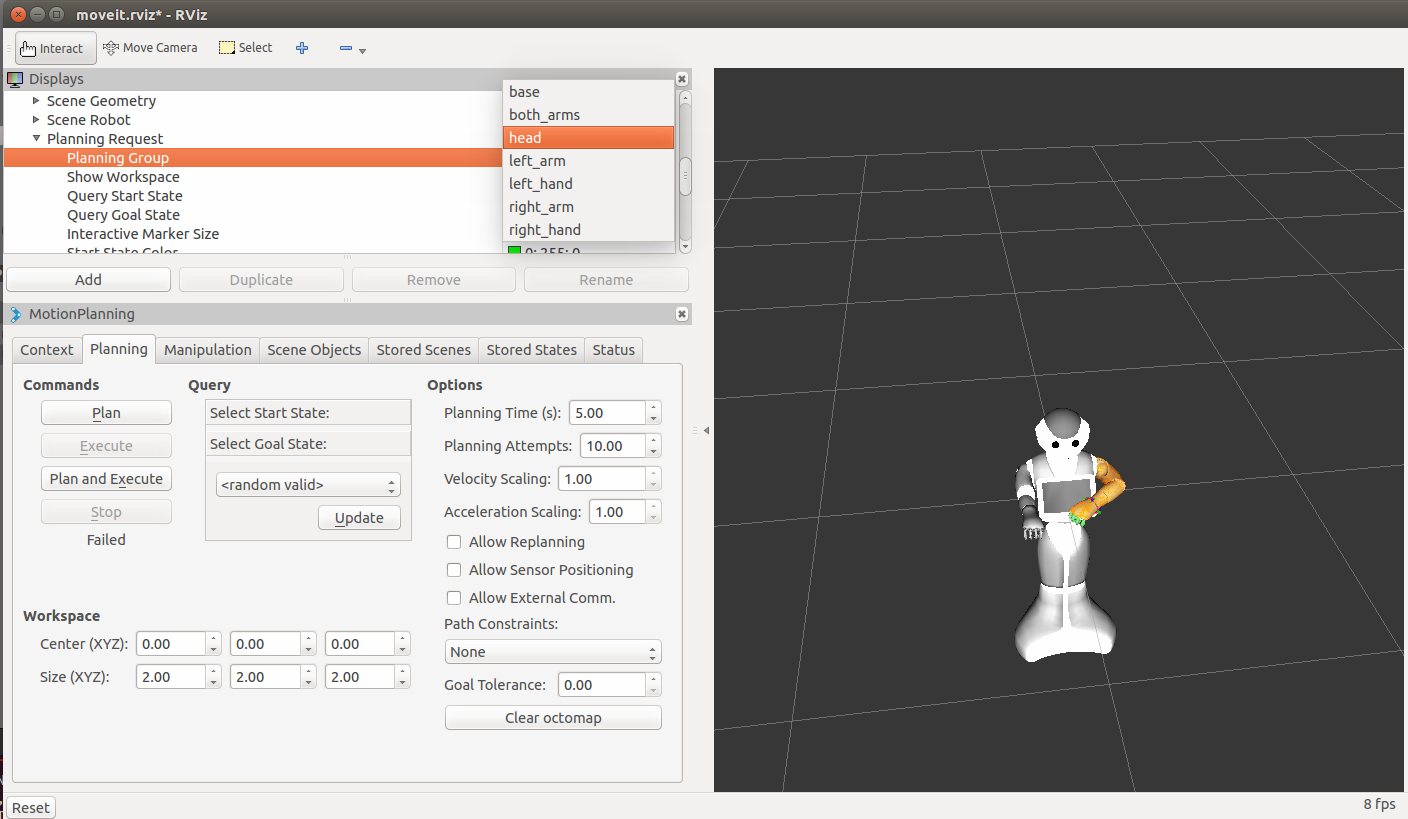 moveit.rviz* - RViz
Interact Move Camera Select
Displays
Scene Geometry
Scene Robot
Planning Request
Planning Group
Show Workspace
Query Start State
Query Goal State
Interactive Marker Size
Start State Color
base
both_arms
head
left_arm
left_hand
right_arm
right_hand
0; 255; 0
Add Duplicate Remove Rename
MotionPlanning
Context Planning Manipulation Scene Objects Stored Scenes Stored States Status
Commands
Plan
Execute
Plan and Execute
Stop
Failed
Query
Select Start State:
Select Goal State:
<random valid>
Update
Options
Planning Time (s): 5.00
Planning Attempts: 10.00
Velocity Scaling: 1.00
Acceleration Scaling: 1.00
Allow Replanning
Allow Sensor Positioning
Allow External Comm.
Path Constraints:
None
Goal Tolerance: 0.00
Clear octomap
Workspace
Center (XYZ): 0.00 0.00 0.00
Size (XYZ): 2.00 2.00 2.00
Reset
8 fps